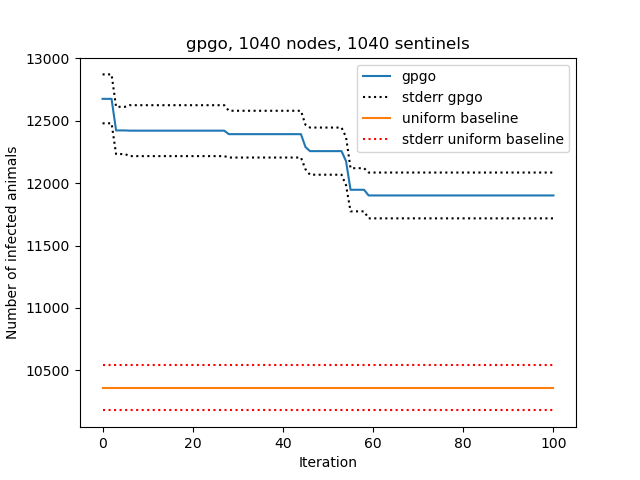 gpgo, 1040 nodes, 1040 sentinels
13000
12500
12000
11500
11000
10500
Number of infected animals
gpgo
stderr gpgo
uniform baseline
stderr uniform baseline
0 20 40 60 80 100
Iteration